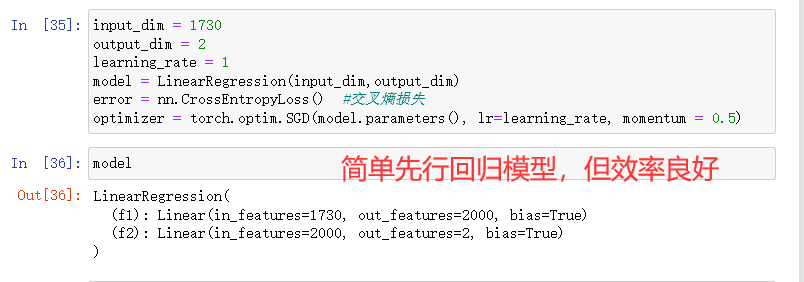 In [35]: input_dim = 1730
output_dim = 2
learning_rate = 1
model = LinearRegression(input_dim,output_dim)
error = nn.CrossEntropyLoss()  #交叉熵损失
optimizer = torch.optim.SGD(model.parameters(), lr=learning_rate, momentum = 0.5)
In [36]: model
简单先行回归模型，但效率良好
Out[36]: LinearRegression(
(f1): Linear(in_features=1730, out_features=2000, bias=True)
(f2): Linear(in_features=2000, out_features=2, bias=True)
)